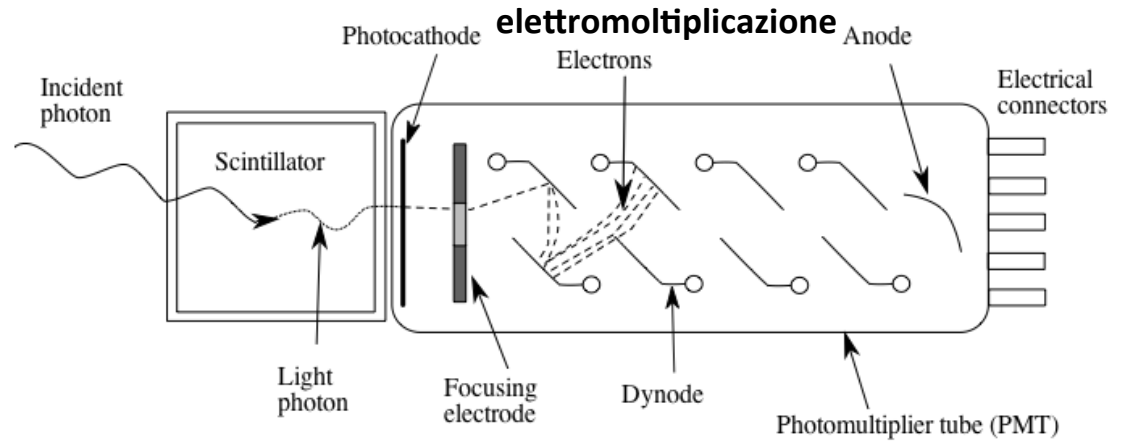 elettromoltiplicazione
Photocathode
Electrons
Anode
Incident
photon
Electrical
connectors
Scintillator
Light
photon
Focusing
electrode
Dynode
Photomultiplier tube (PMT)